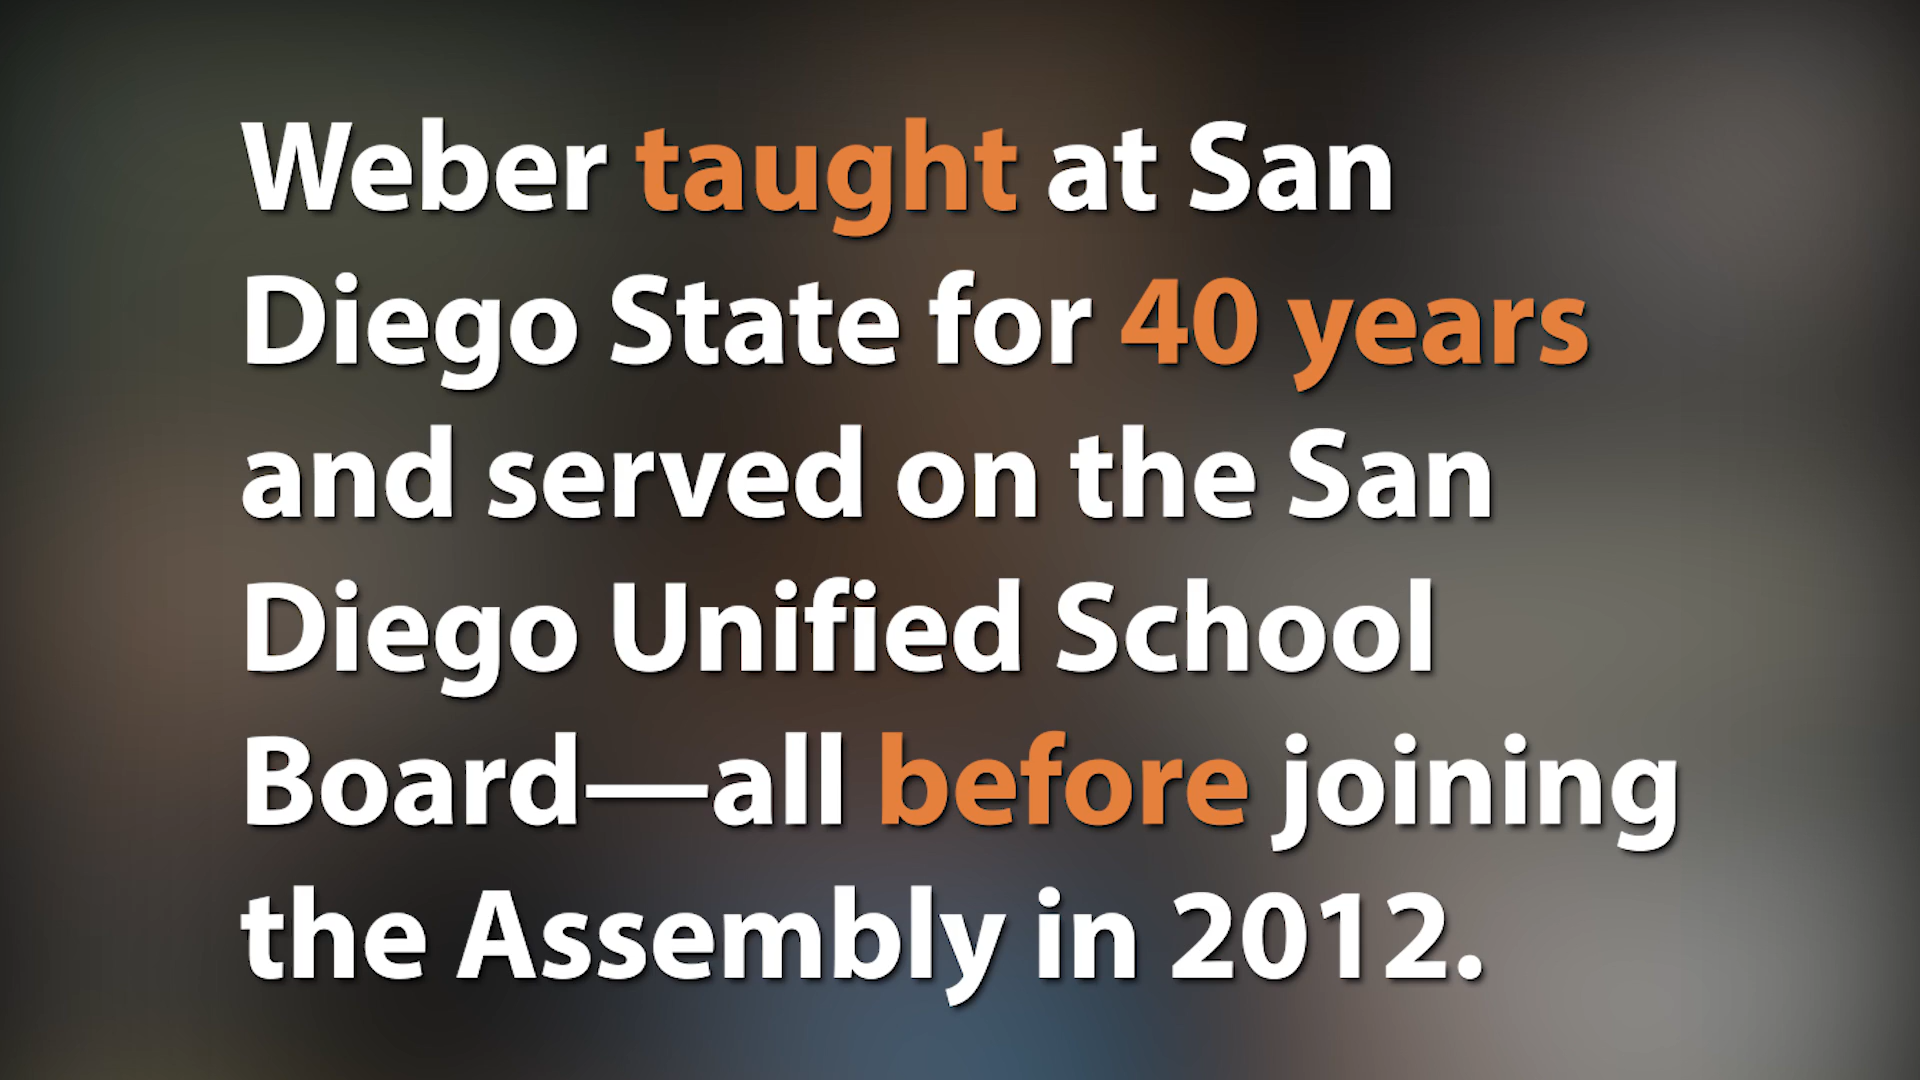 Weber taught at San
Diego State for 40 years
and served on the San
Diego Unified School
Board—all before joining
the Assembly in 2012.